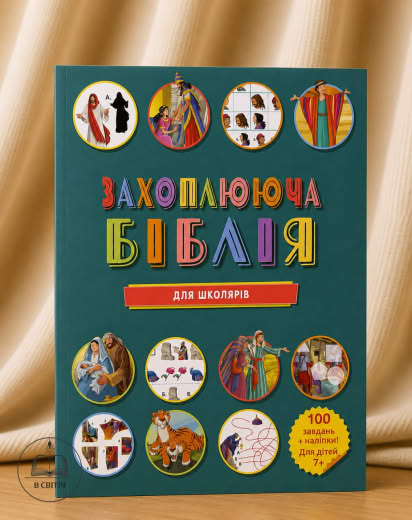 А.
ЗАХОПЛЮЮЧА
БІБЛІЯ
ДЛЯ ШКОЛЯРІВ
Б.
В.
100
завдань
+ наліпки!
Для дітей
7+
В СВІТЛІ